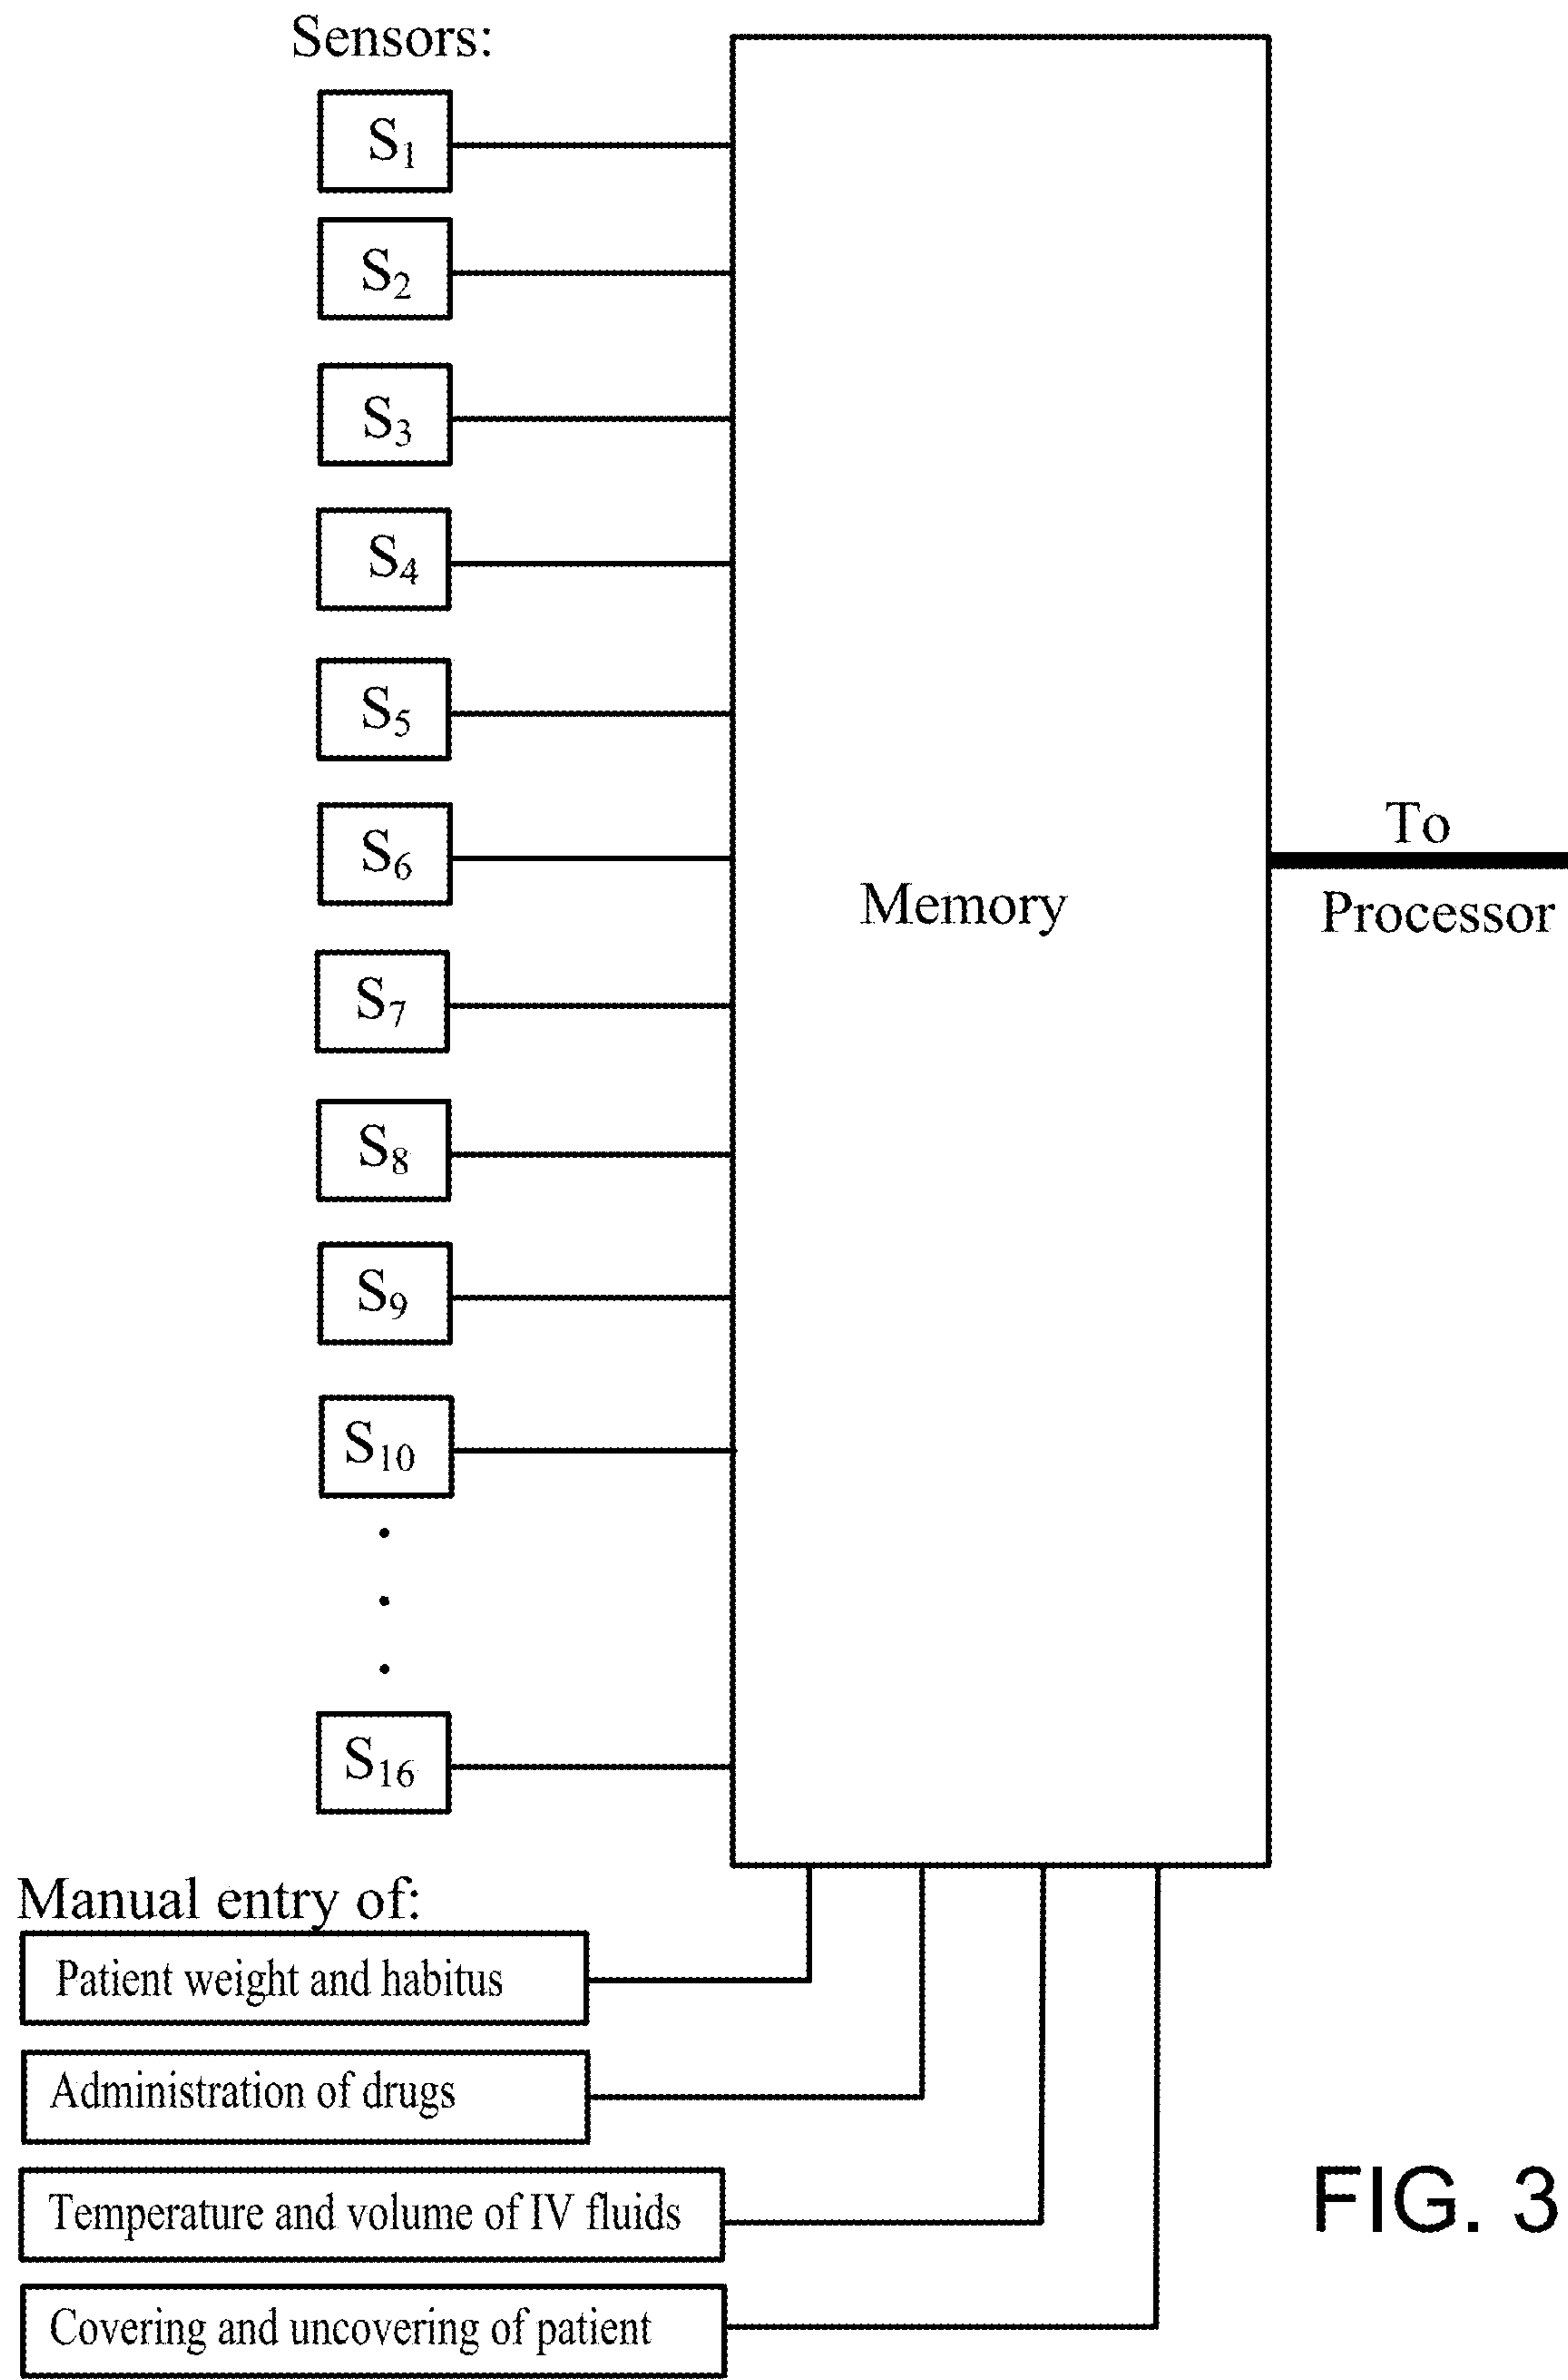 Sensors:
S₁
S₂
S₃
S₄
S₅
S₆
S₇
S₈
S₉
S₁₀
S₁₆
Memory
To
Processor
Manual entry of:
Patient weight and habitus
Administration of drugs
Temperature and volume of IV fluids
Covering and uncovering of patient
FIG. 3